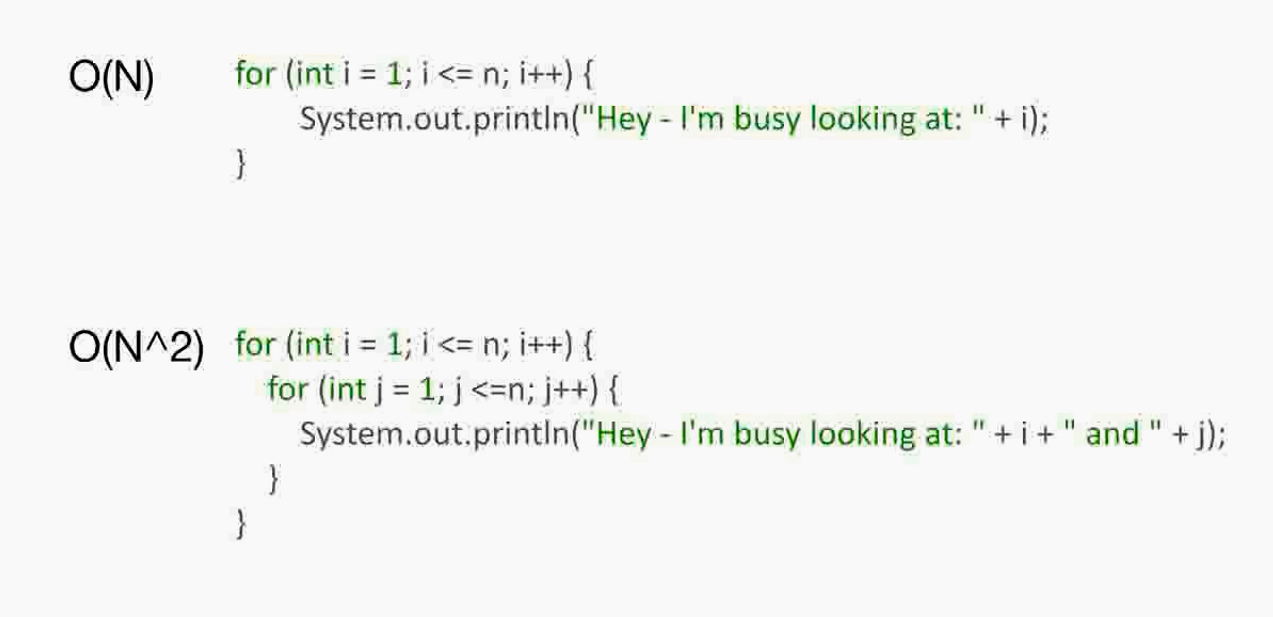 O(N) for (int i = 1; i <= n; i++) {
System.out.println("Hey - I'm busy looking at: " + i);
}
O(N^2) for (int i = 1; i <= n; i++) {
for (int j = 1; j <=n; j++) {
System.out.println("Hey - I'm busy looking at: " + i + " and " + j);
}
}